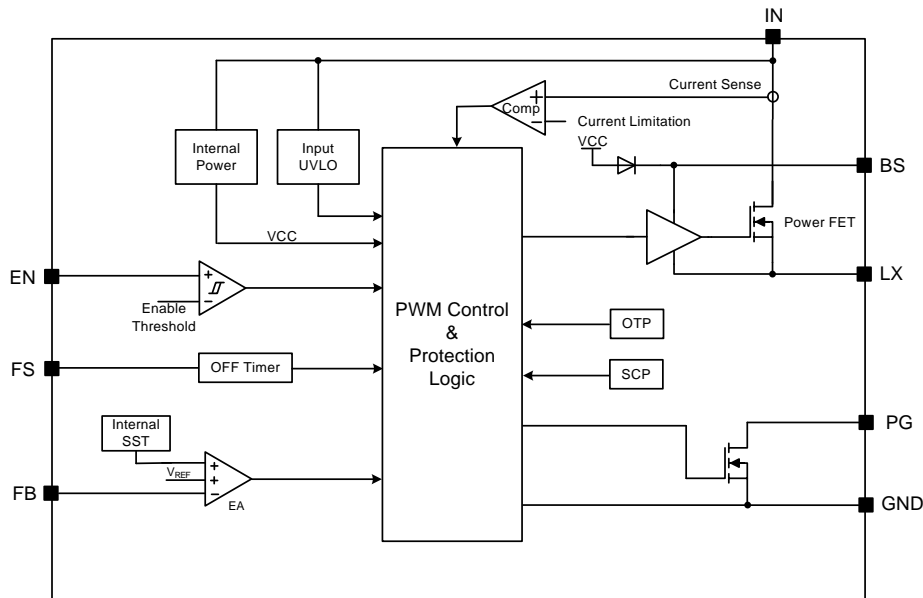 IN
Current Sense
Comp
Current Limitation
Internal
Power
Input
UVLO
VCC
BS
Power FET
VCC
EN
LX
Enable
Threshold
PWM Control
&
Protection
Logic
OTP
FS
OFF Timer
SCP
Internal
SST
PG
VREF
FB
EA
GND